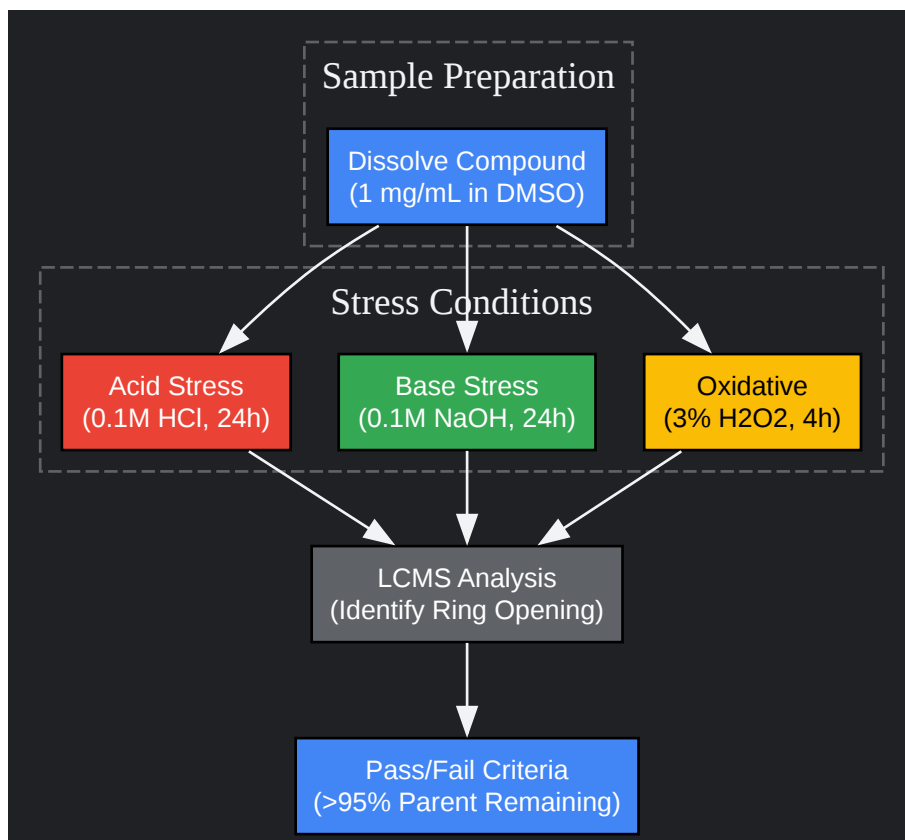 Sample Preparation
Dissolve Compound
(1 mg/mL in DMSO)
Stress Conditions
Acid Stress
(0.1M HCl, 24h)
Base Stress
(0.1M NaOH, 24h)
Oxidative
(3% H2O2, 4h)
LCMS Analysis
(Identify Ring Opening)
Pass/Fail Criteria
(>95% Parent Remaining)